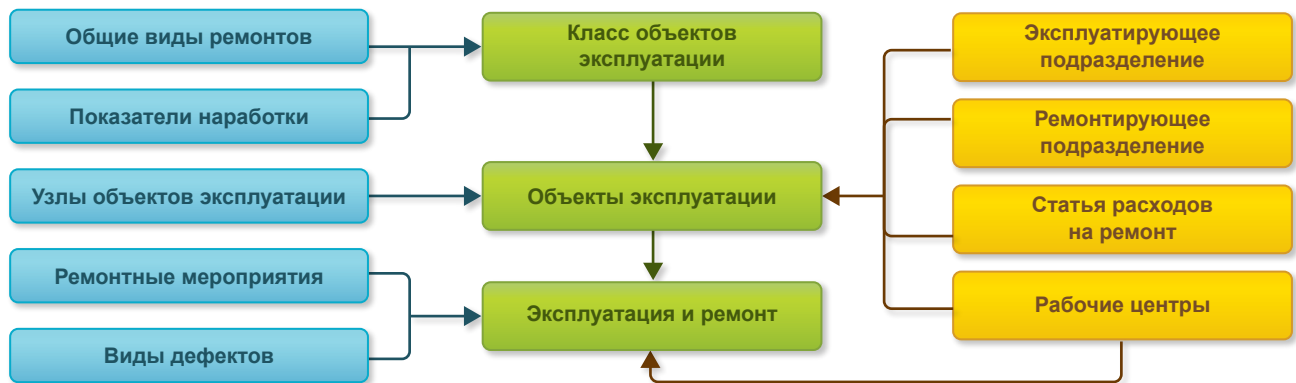 Общие виды ремонтов
Показатели наработки
Узлы объектов эксплуатации
Ремонтные мероприятия
Виды дефектов
Класс объектов
эксплуатации
Объекты эксплуатации
Эксплуатация и ремонт
Эксплуатирующее
подразделение
Ремонтирующее
подразделение
Статья расходов
на ремонт
Рабочие центры